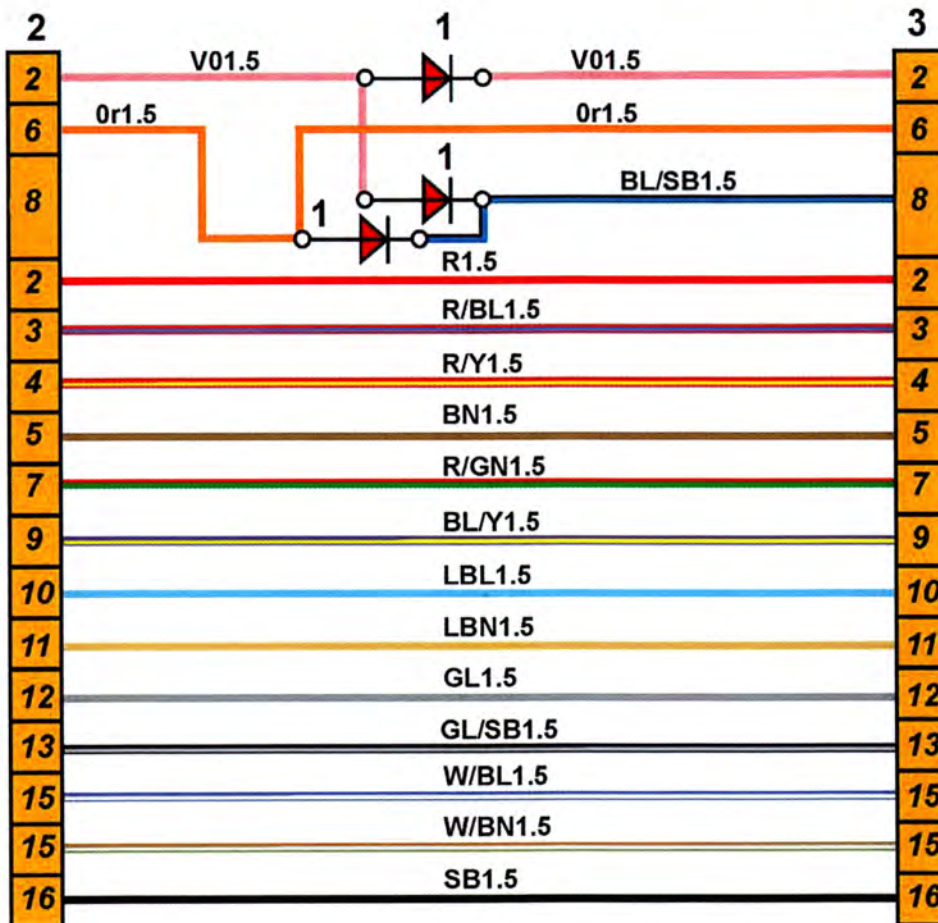 2 1 3
2 V01.5 V01.5 2
6 0r1.5 0r1.5 6
8 1 BL/SB1.5 8
1
2 R1.5 2
3 R/BL1.5 3
4 R/Y1.5 4
5 BN1.5 5
7 R/GN1.5 7
9 BL/Y1.5 9
10 LBL1.5 10
11 LBN1.5 11
12 GL1.5 12
13 GL/SB1.5 13
15 W/BL1.5 15
15 W/BN1.5 15
16 SB1.5 16